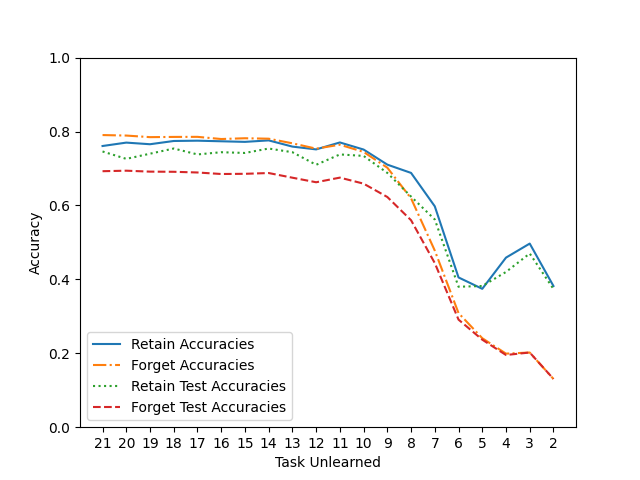 1.0
0.8
0.6
0.4
0.2
0.0
Accuracy
Retain Accuracies
Forget Accuracies
Retain Test Accuracies
Forget Test Accuracies
21 20 19 18 17 16 15 14 13 12 11 10 9 8 7 6 5 4 3 2
Task Unlearned